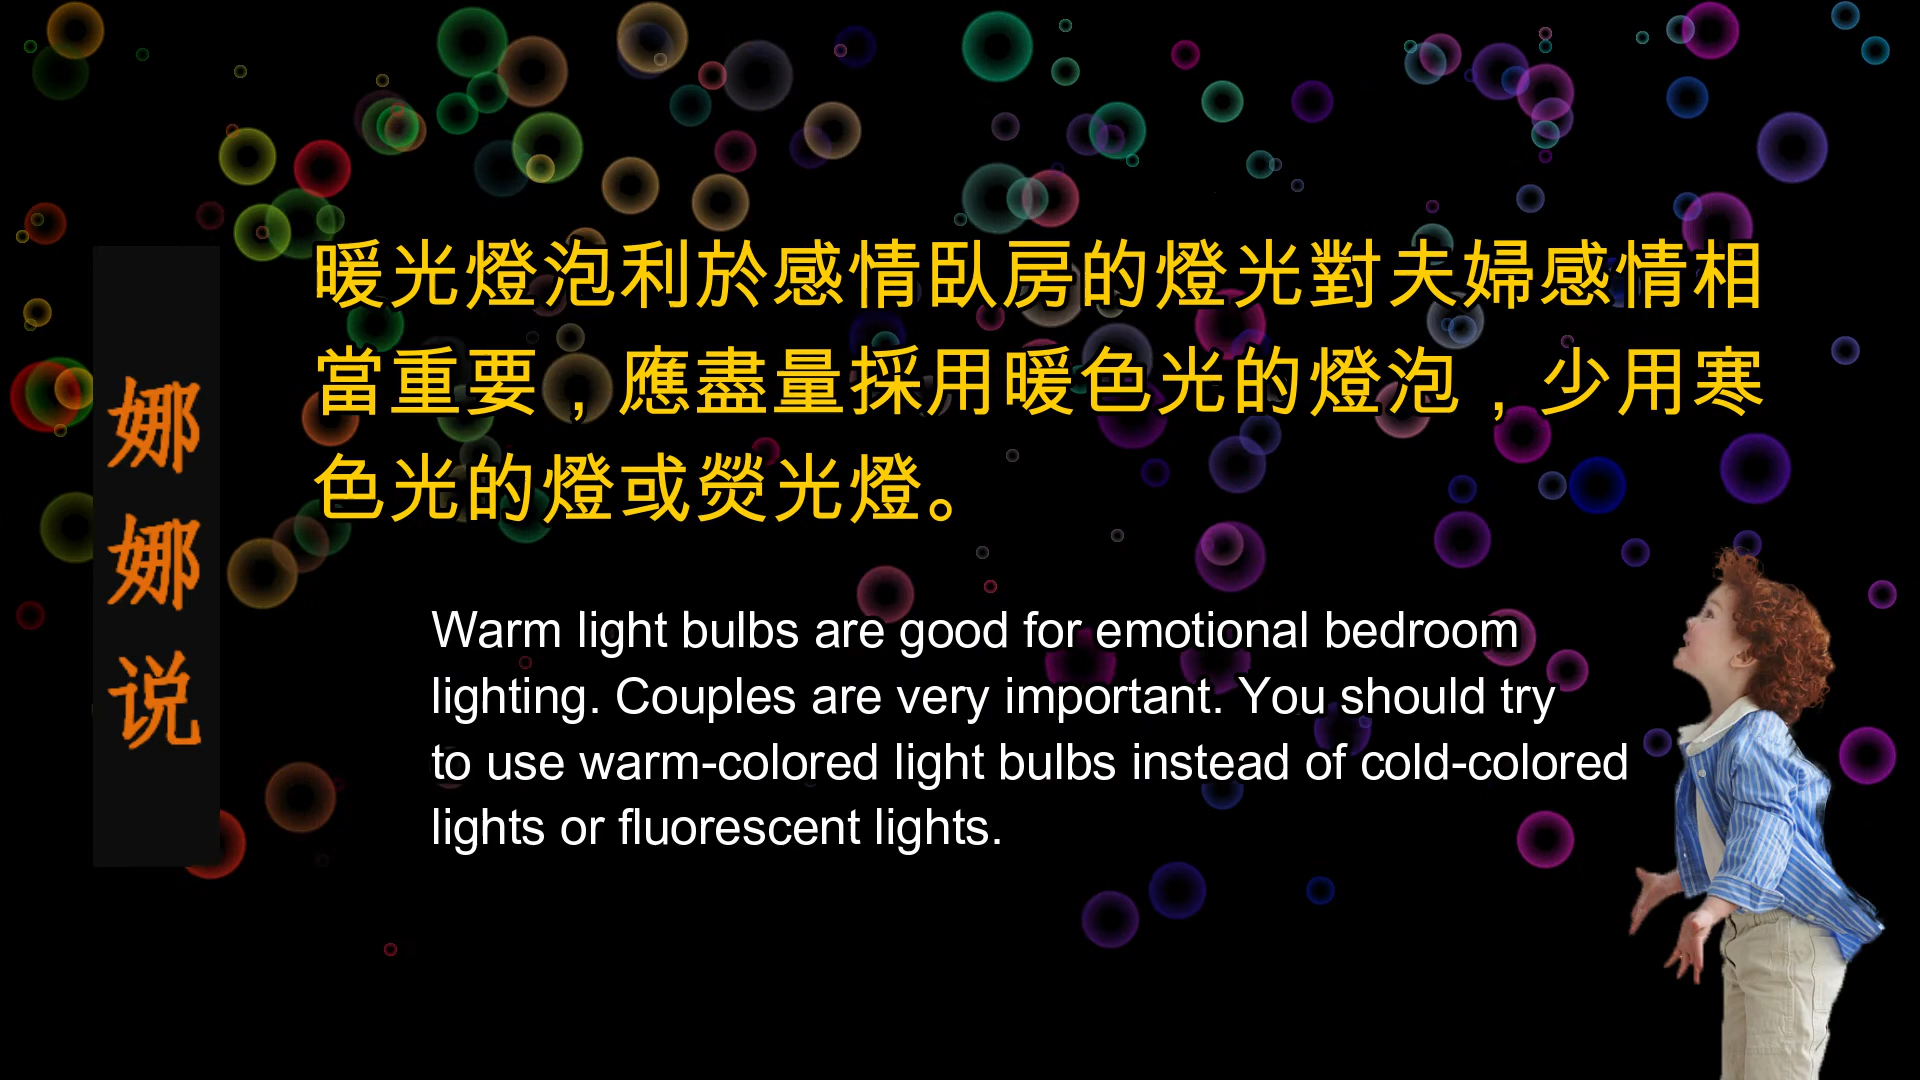 娜娜说
暖光燈泡利於感情臥房的燈光對夫婦感情相
當重要，應盡量採用暖色光的燈泡，少用寒
色光的燈或熒光燈。
Warm light bulbs are good for emotional bedroom
lighting. Couples are very important. You should try
to use warm-colored light bulbs instead of cold-colored
lights or fluorescent lights.